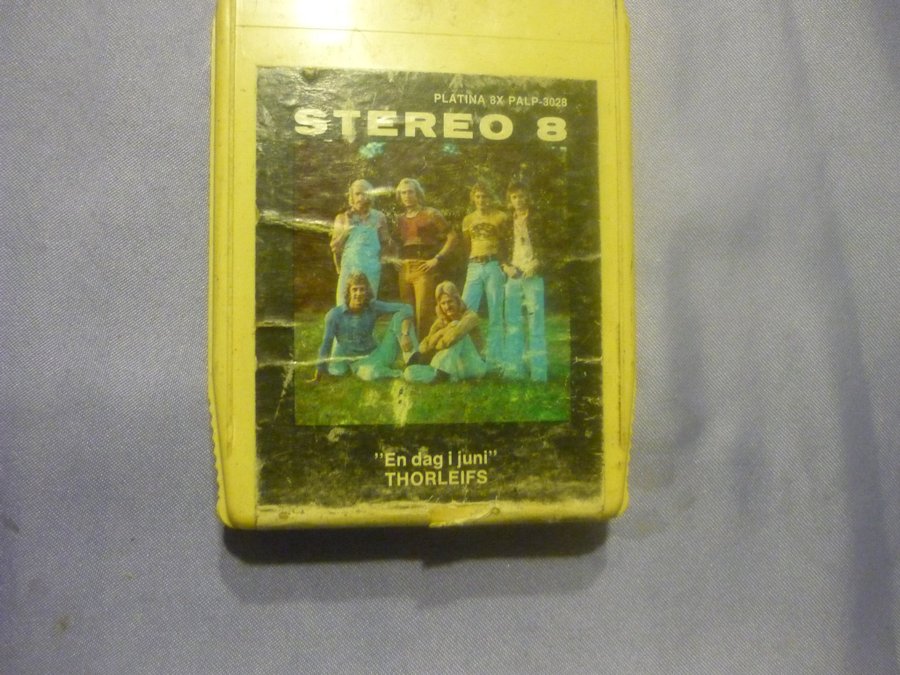 PLATINA 8X PALP-3028
STEREO 8
"En dag i juni"
THORLEIFS